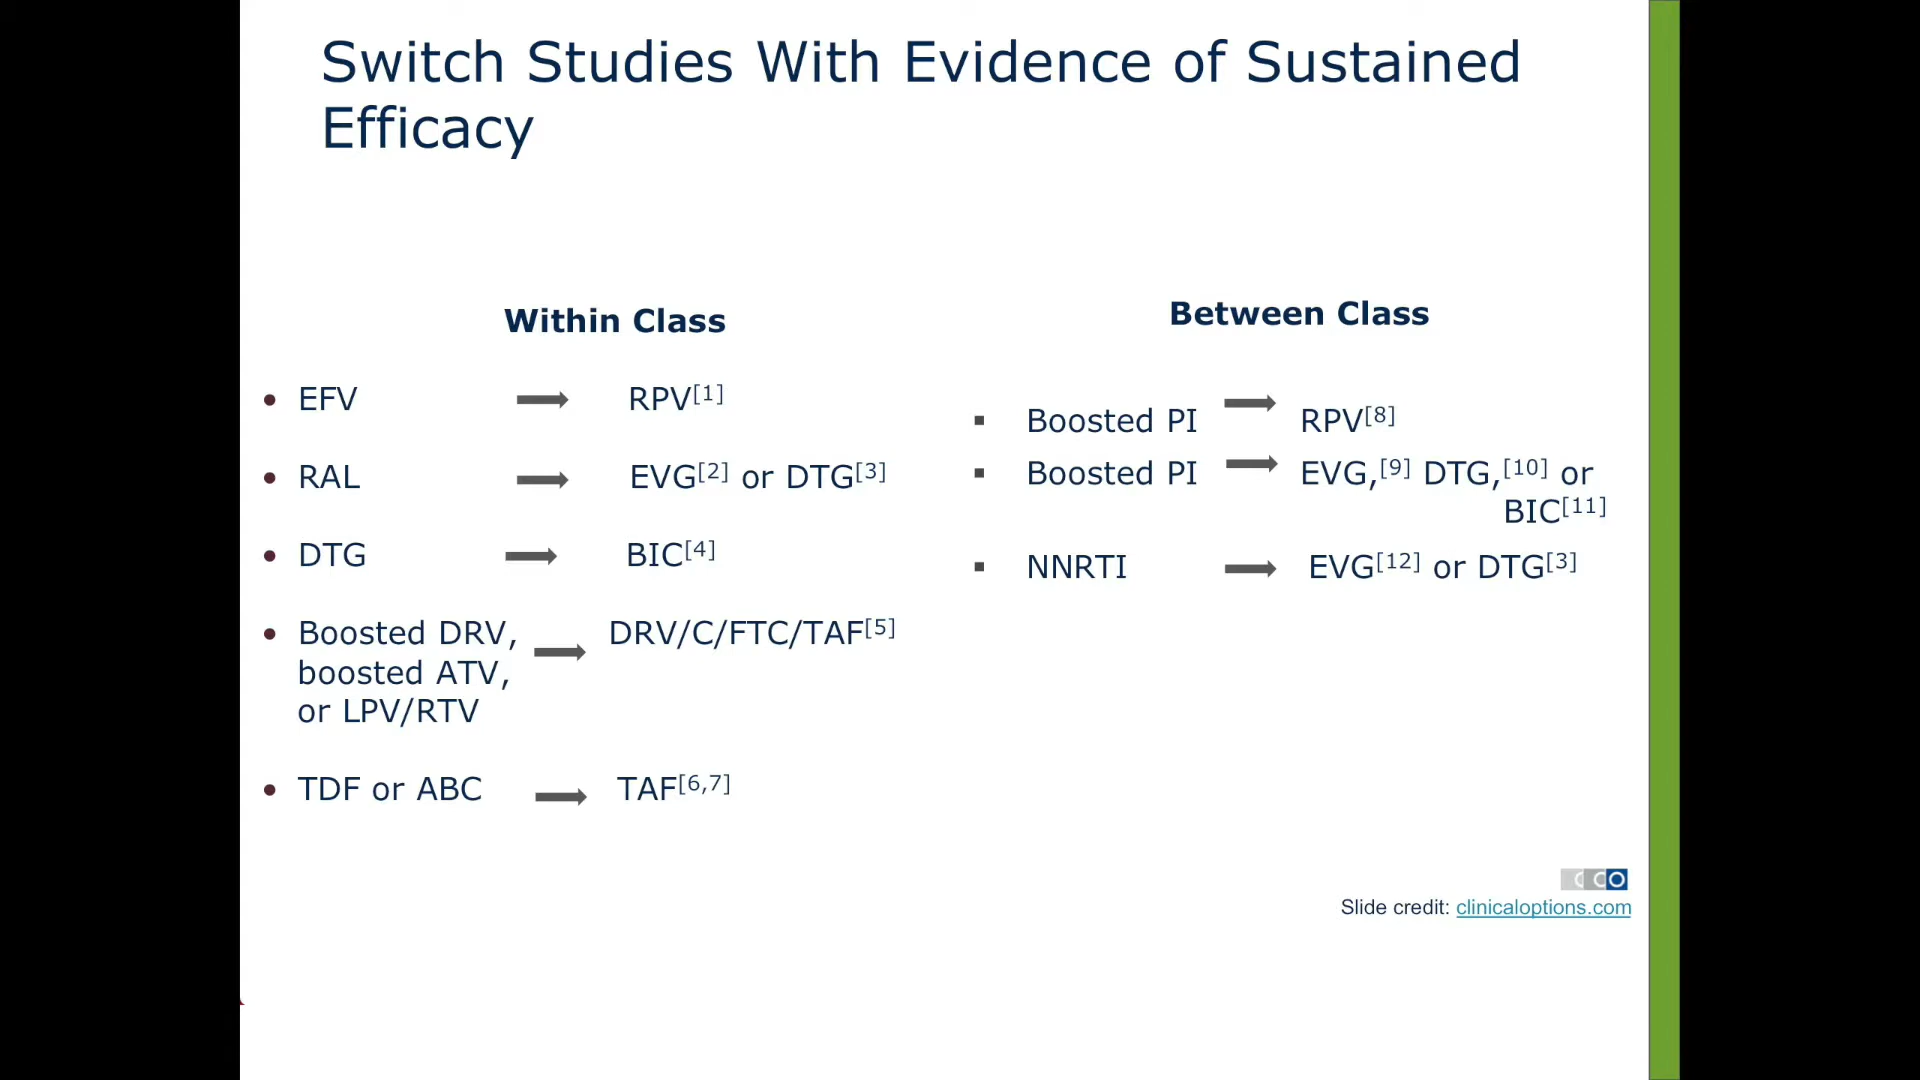 Switch Studies With Evidence of Sustained
Efficacy
Within Class
• EFV → RPV[1]
• RAL → EVG[2] or DTG[3]
• DTG → BIC[4]
• Boosted DRV, → DRV/C/FTC/TAF[5]
boosted ATV,
or LPV/RTV
• TDF or ABC → TAF[6,7]
Between Class
▪ Boosted PI → RPV[8]
▪ Boosted PI → EVG,[9] DTG,[10] or
BIC[11]
▪ NNRTI → EVG[12] or DTG[3]
CCO
Slide credit: clinicaloptions.com